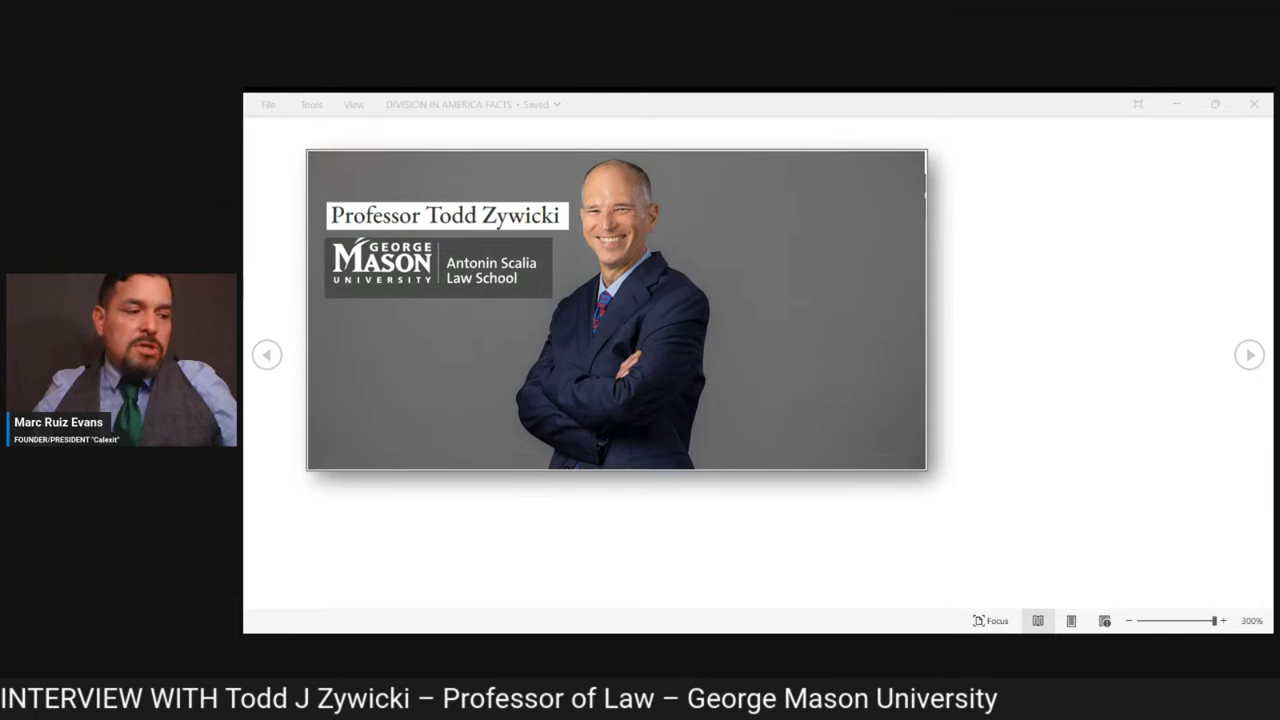 File Tools View DIVISION IN AMERICA FACTS • Saved
Professor Todd Zywicki
GEORGE
MASON
UNIVERSITY
Antonin Scalia
Law School
Marc Ruiz Evans
FOUNDER/PRESIDENT "Calexit"
Focus
300%
INTERVIEW WITH Todd J Zywicki – Professor of Law – George Mason University